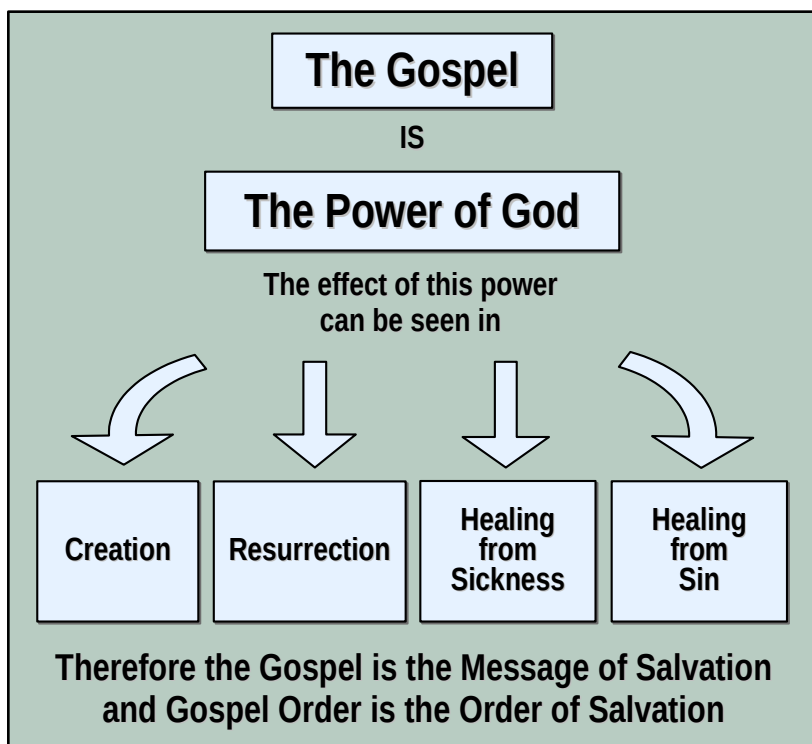 The Gospel
IS
The Power of God
The effect of this power
can be seen in
Creation
Resurrection
Healing
from
Sickness
Healing
from
Sin
Therefore the Gospel is the Message of Salvation
and Gospel Order is the Order of Salvation